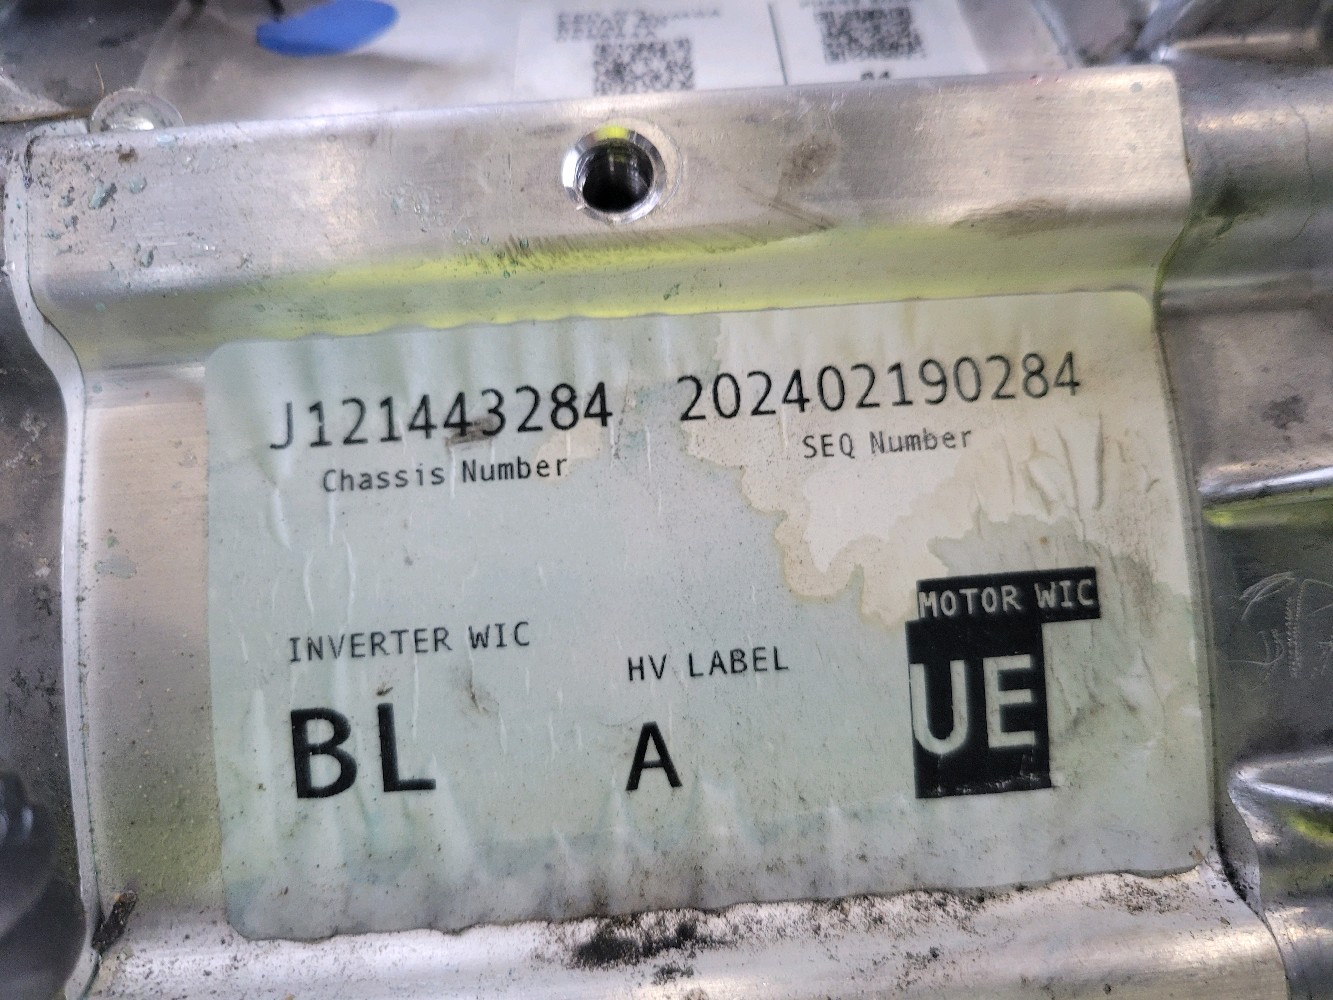 J121443284 202402190284
Chassis Number SEQ Number
INVERTER WIC HV LABEL MOTOR WIC
BL A UE